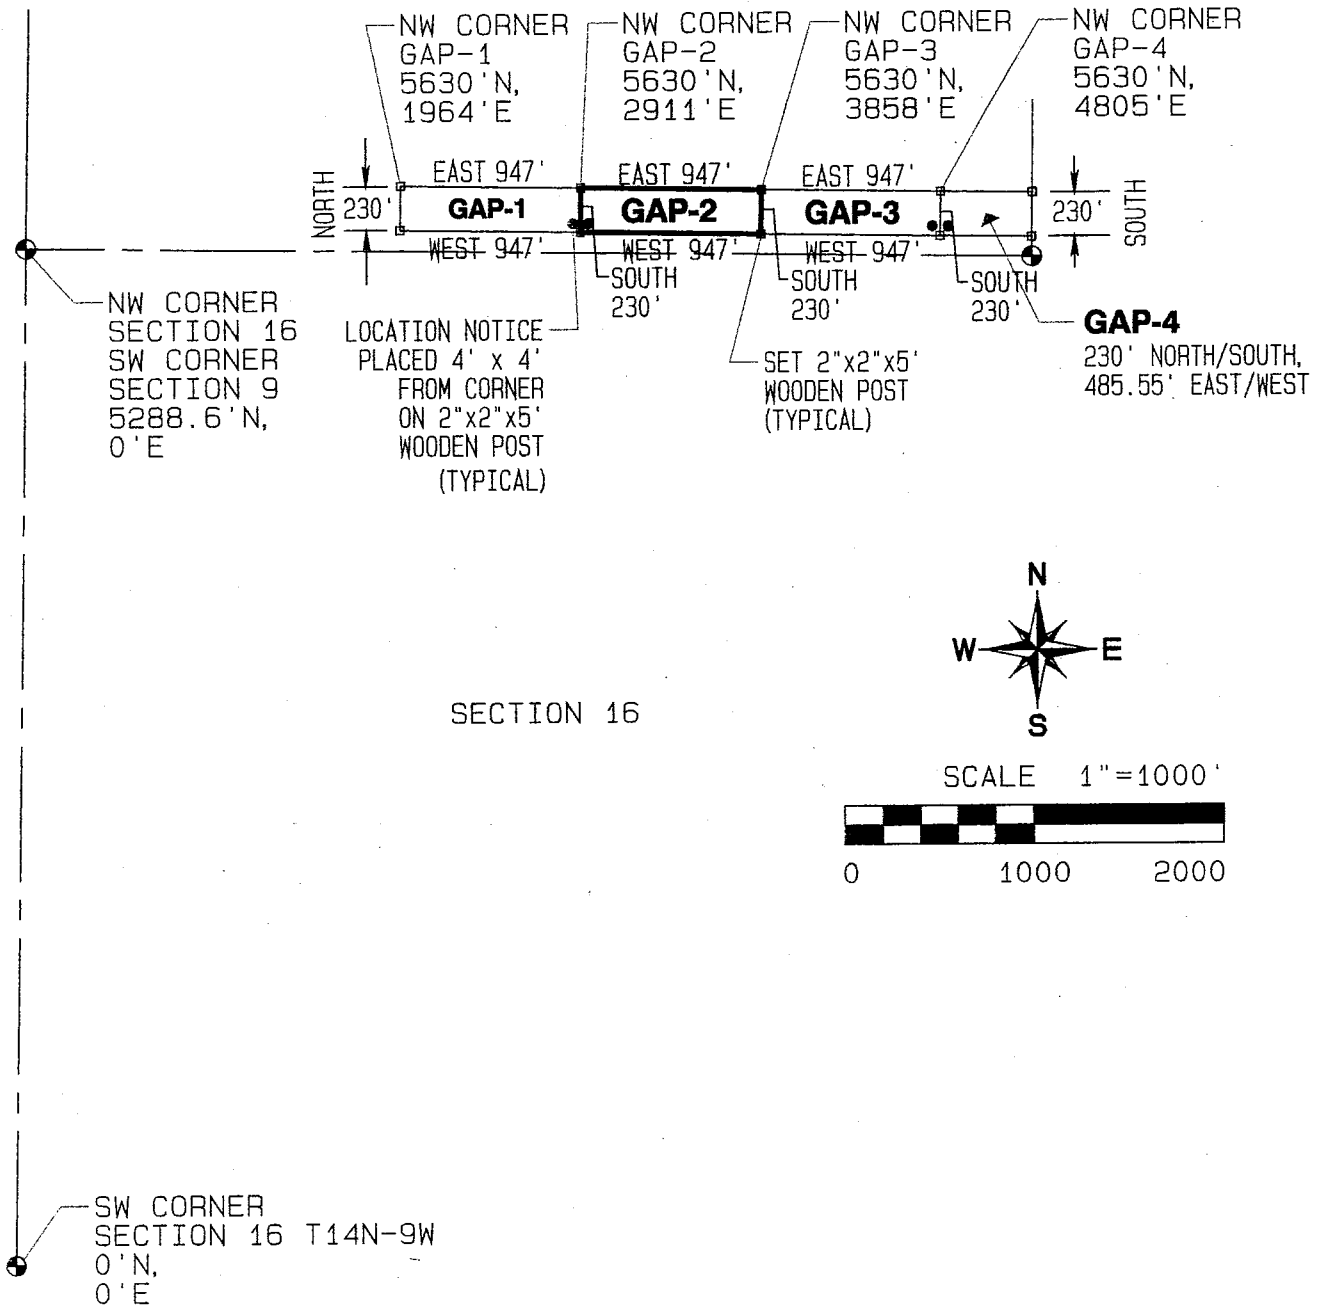 NW CORNER
GAP-1
5630'N,
1964'E
NW CORNER
GAP-2
5630'N,
2911'E
NW CORNER
GAP-3
5630'N,
3858'E
NW CORNER
GAP-4
5630'N,
4805'E
NORTH
230'
EAST 947'
GAP-1
WEST 947'
EAST 947'
GAP-2
WEST 947'
EAST 947'
GAP-3
WEST 947'
230'
SOUTH
SOUTH
230'
SOUTH
230'
SOUTH
230'
NW CORNER
SECTION 16
SW CORNER
SECTION 9
5288.6'N,
0'E
LOCATION NOTICE
PLACED 4' x 4'
FROM CORNER
ON 2"x2"x5'
WOODEN POST
(TYPICAL)
SET 2"x2"x5'
WOODEN POST
(TYPICAL)
GAP-4
230' NORTH/SOUTH,
485.55' EAST/WEST
N
W
E
S
SECTION 16
SCALE 1"=1000'
0 1000 2000
SW CORNER
SECTION 16 T14N-9W
0'N,
0'E